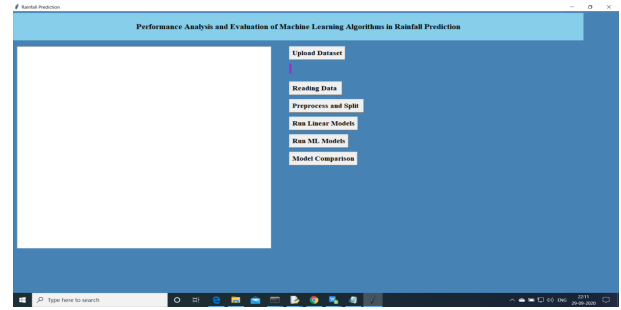 Rainfall Prediction
Performance Analysis and Evaluation of Machine Learning Algorithms in Rainfall Prediction
Upload Dataset
Reading Data
Preprocess and Split
Run Linear Models
Run ML Models
Model Comparison
Type here to search
ENG
22:11
29-09-2020